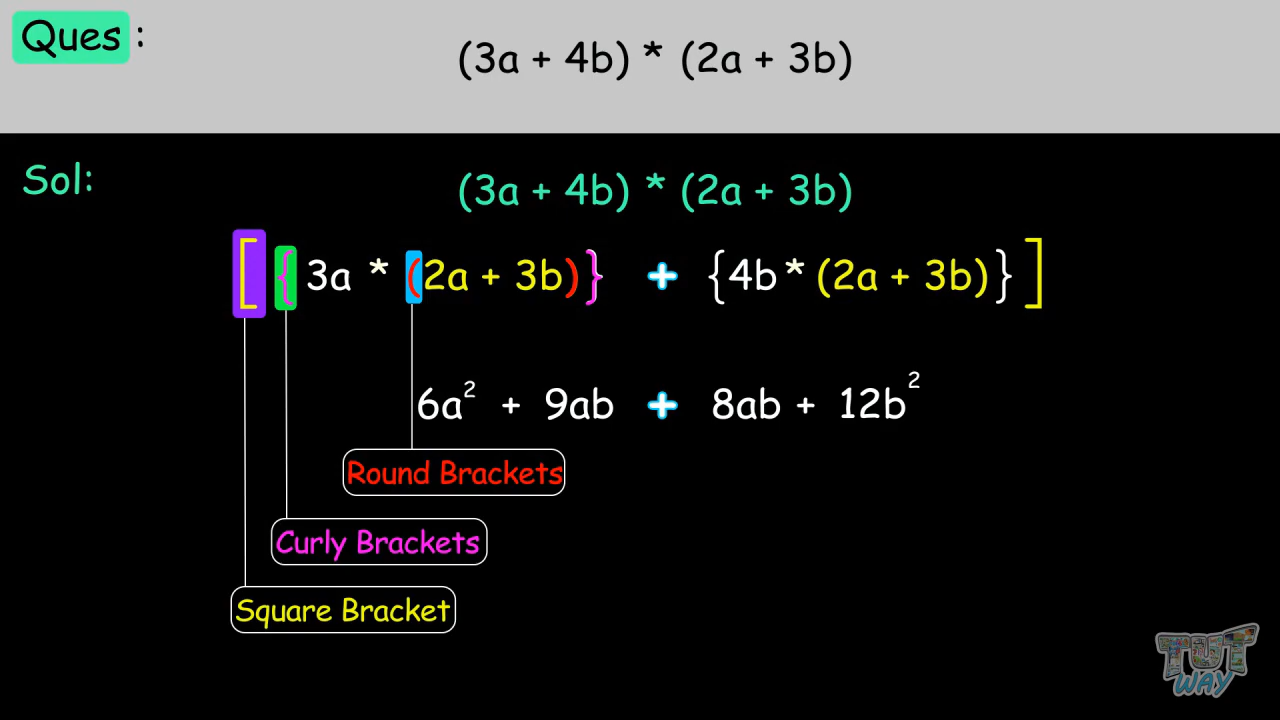 Ques :
(3a + 4b) * (2a + 3b)
Sol:
(3a + 4b) * (2a + 3b)
[ { 3a * (2a + 3b) } + {4b * (2a + 3b)} ]
6a² + 9ab + 8ab + 12b²
Round Brackets
Curly Brackets
Square Bracket
TUT
WAY